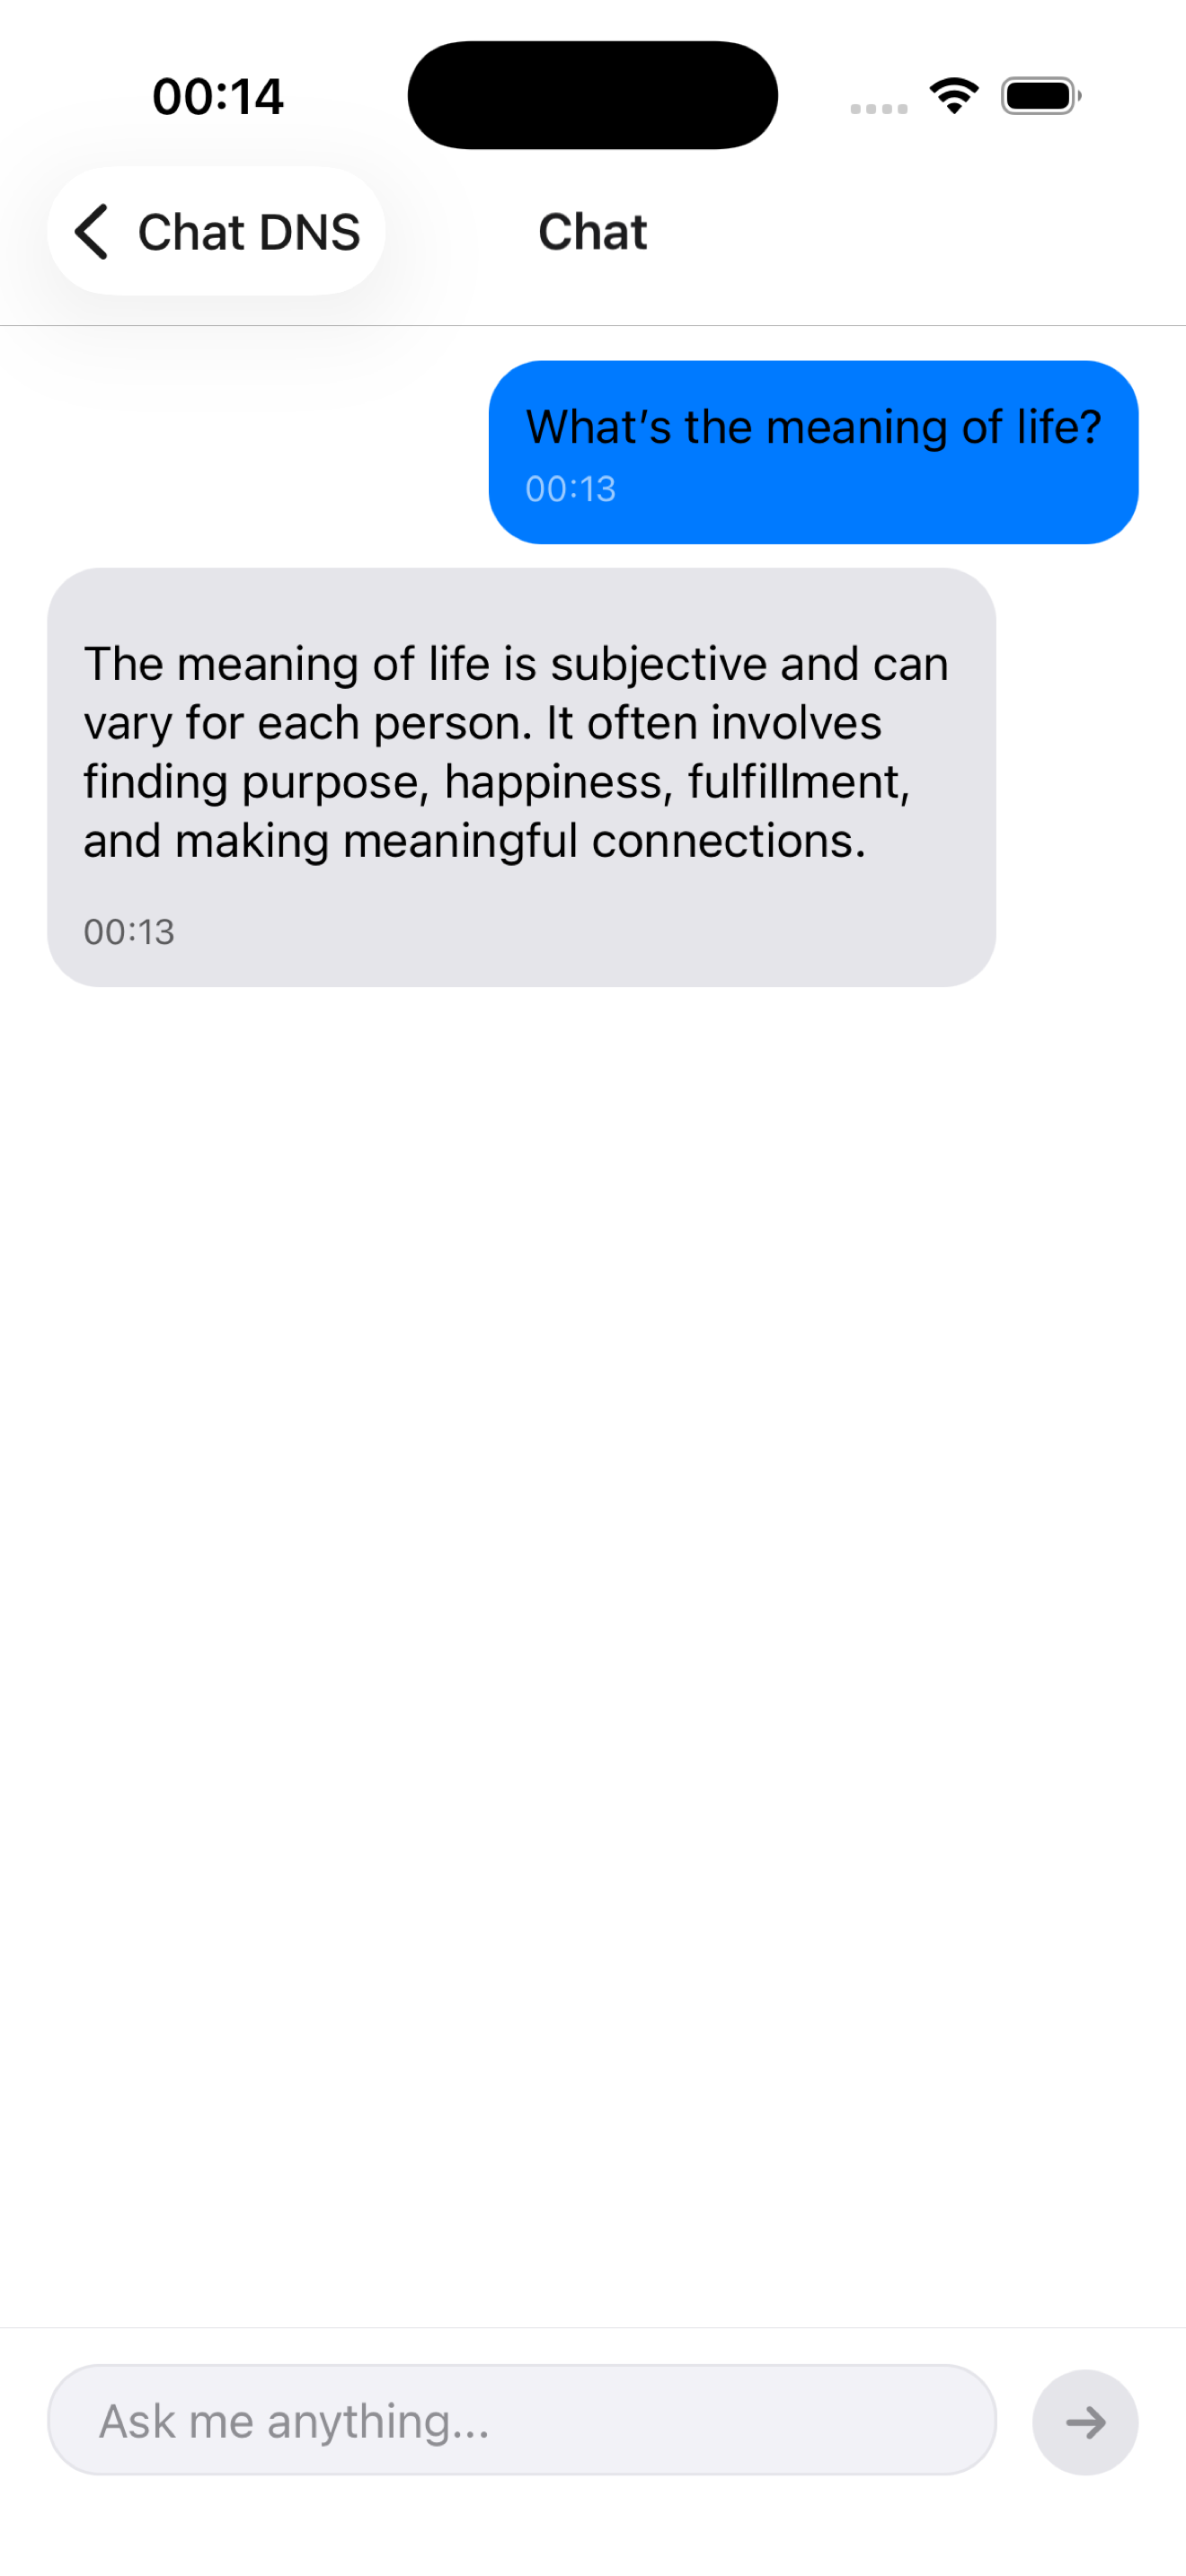 00:14
Chat DNS
Chat
What's the meaning of life?
00:13
The meaning of life is subjective and can
vary for each person. It often involves
finding purpose, happiness, fulfillment,
and making meaningful connections.
00:13
Ask me anything...